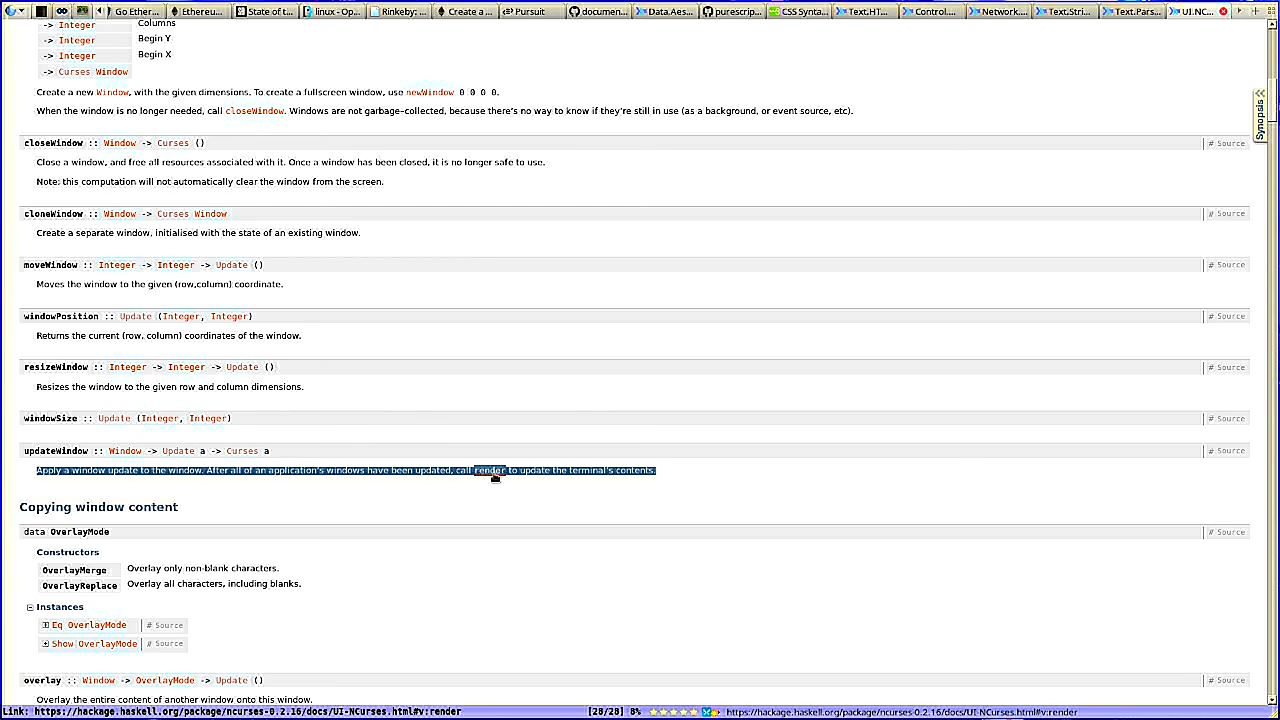 Go Ether... Ethereu... State of t... linux - Op... Rinkeby: ... Create a ... Pursuit documen... Data.Aes... purescrip... CSS Synta... Text.HT... Control.... Network.... Text.Stri... Text.Pars... UI.NC...
-> Integer Columns
-> Integer Begin Y
-> Integer Begin X
-> Curses Window
Create a new Window, with the given dimensions. To create a fullscreen window, use newWindow 0 0 0 0.
When the window is no longer needed, call closeWindow. Windows are not garbage-collected, because there's no way to know if they're still in use (as a background, or event source, etc).
Synopsis
closeWindow :: Window -> Curses () # Source
Close a window, and free all resources associated with it. Once a window has been closed, it is no longer safe to use.
Note: this computation will not automatically clear the window from the screen.
cloneWindow :: Window -> Curses Window # Source
Create a separate window, initialised with the state of an existing window.
moveWindow :: Integer -> Integer -> Update () # Source
Moves the window to the given (row,column) coordinate.
windowPosition :: Update (Integer, Integer) # Source
Returns the current (row, column) coordinates of the window.
resizeWindow :: Integer -> Integer -> Update () # Source
Resizes the window to the given row and column dimensions.
windowSize :: Update (Integer, Integer) # Source
updateWindow :: Window -> Update a -> Curses a # Source
Apply a window update to the window. After all of an application's windows have been updated, call render to update the terminal's contents.
Copying window content
data OverlayMode # Source
Constructors
OverlayMerge Overlay only non-blank characters.
OverlayReplace Overlay all characters, including blanks.
Instances
Eq OverlayMode # Source
Show OverlayMode # Source
overlay :: Window -> OverlayMode -> Update () # Source
Overlay the entire content of another window onto this window.
Link: https://hackage.haskell.org/package/ncurses-0.2.16/docs/UI-NCurses.html#v:render [28/28] 8% https://hackage.haskell.org/package/ncurses-0.2.16/docs/UI-NCurses.html#v:render